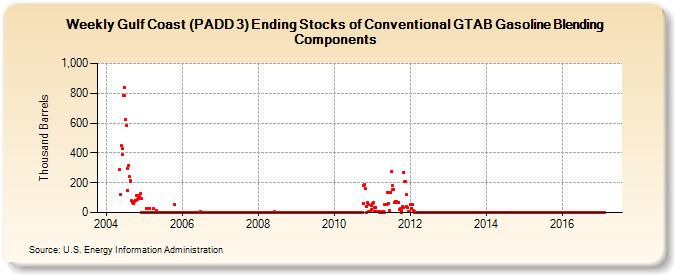 Weekly Gulf Coast (PADD 3) Ending Stocks of Conventional GTAB Gasoline Blending
Components
Thousand Barrels
1,000
800
600
400
200
0
2004 2006 2008 2010 2012 2014 2016
Source: U.S. Energy Information Administration